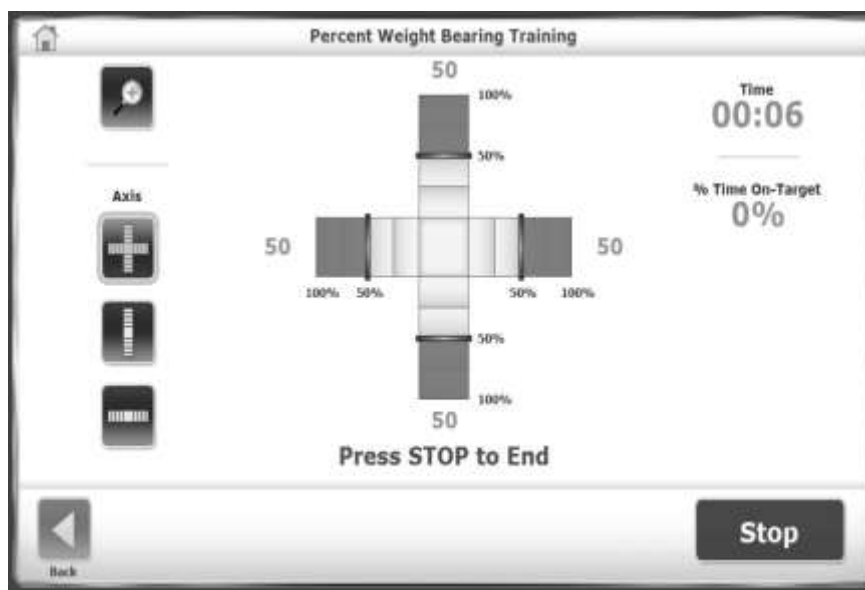 Percent Weight Bearing Training
50
100%
50%
Time
00:06
% Time On-Target
0%
Axis
50
50
100% 50%
50% 100%
50%
100%
50
Press STOP to End
Back
Stop